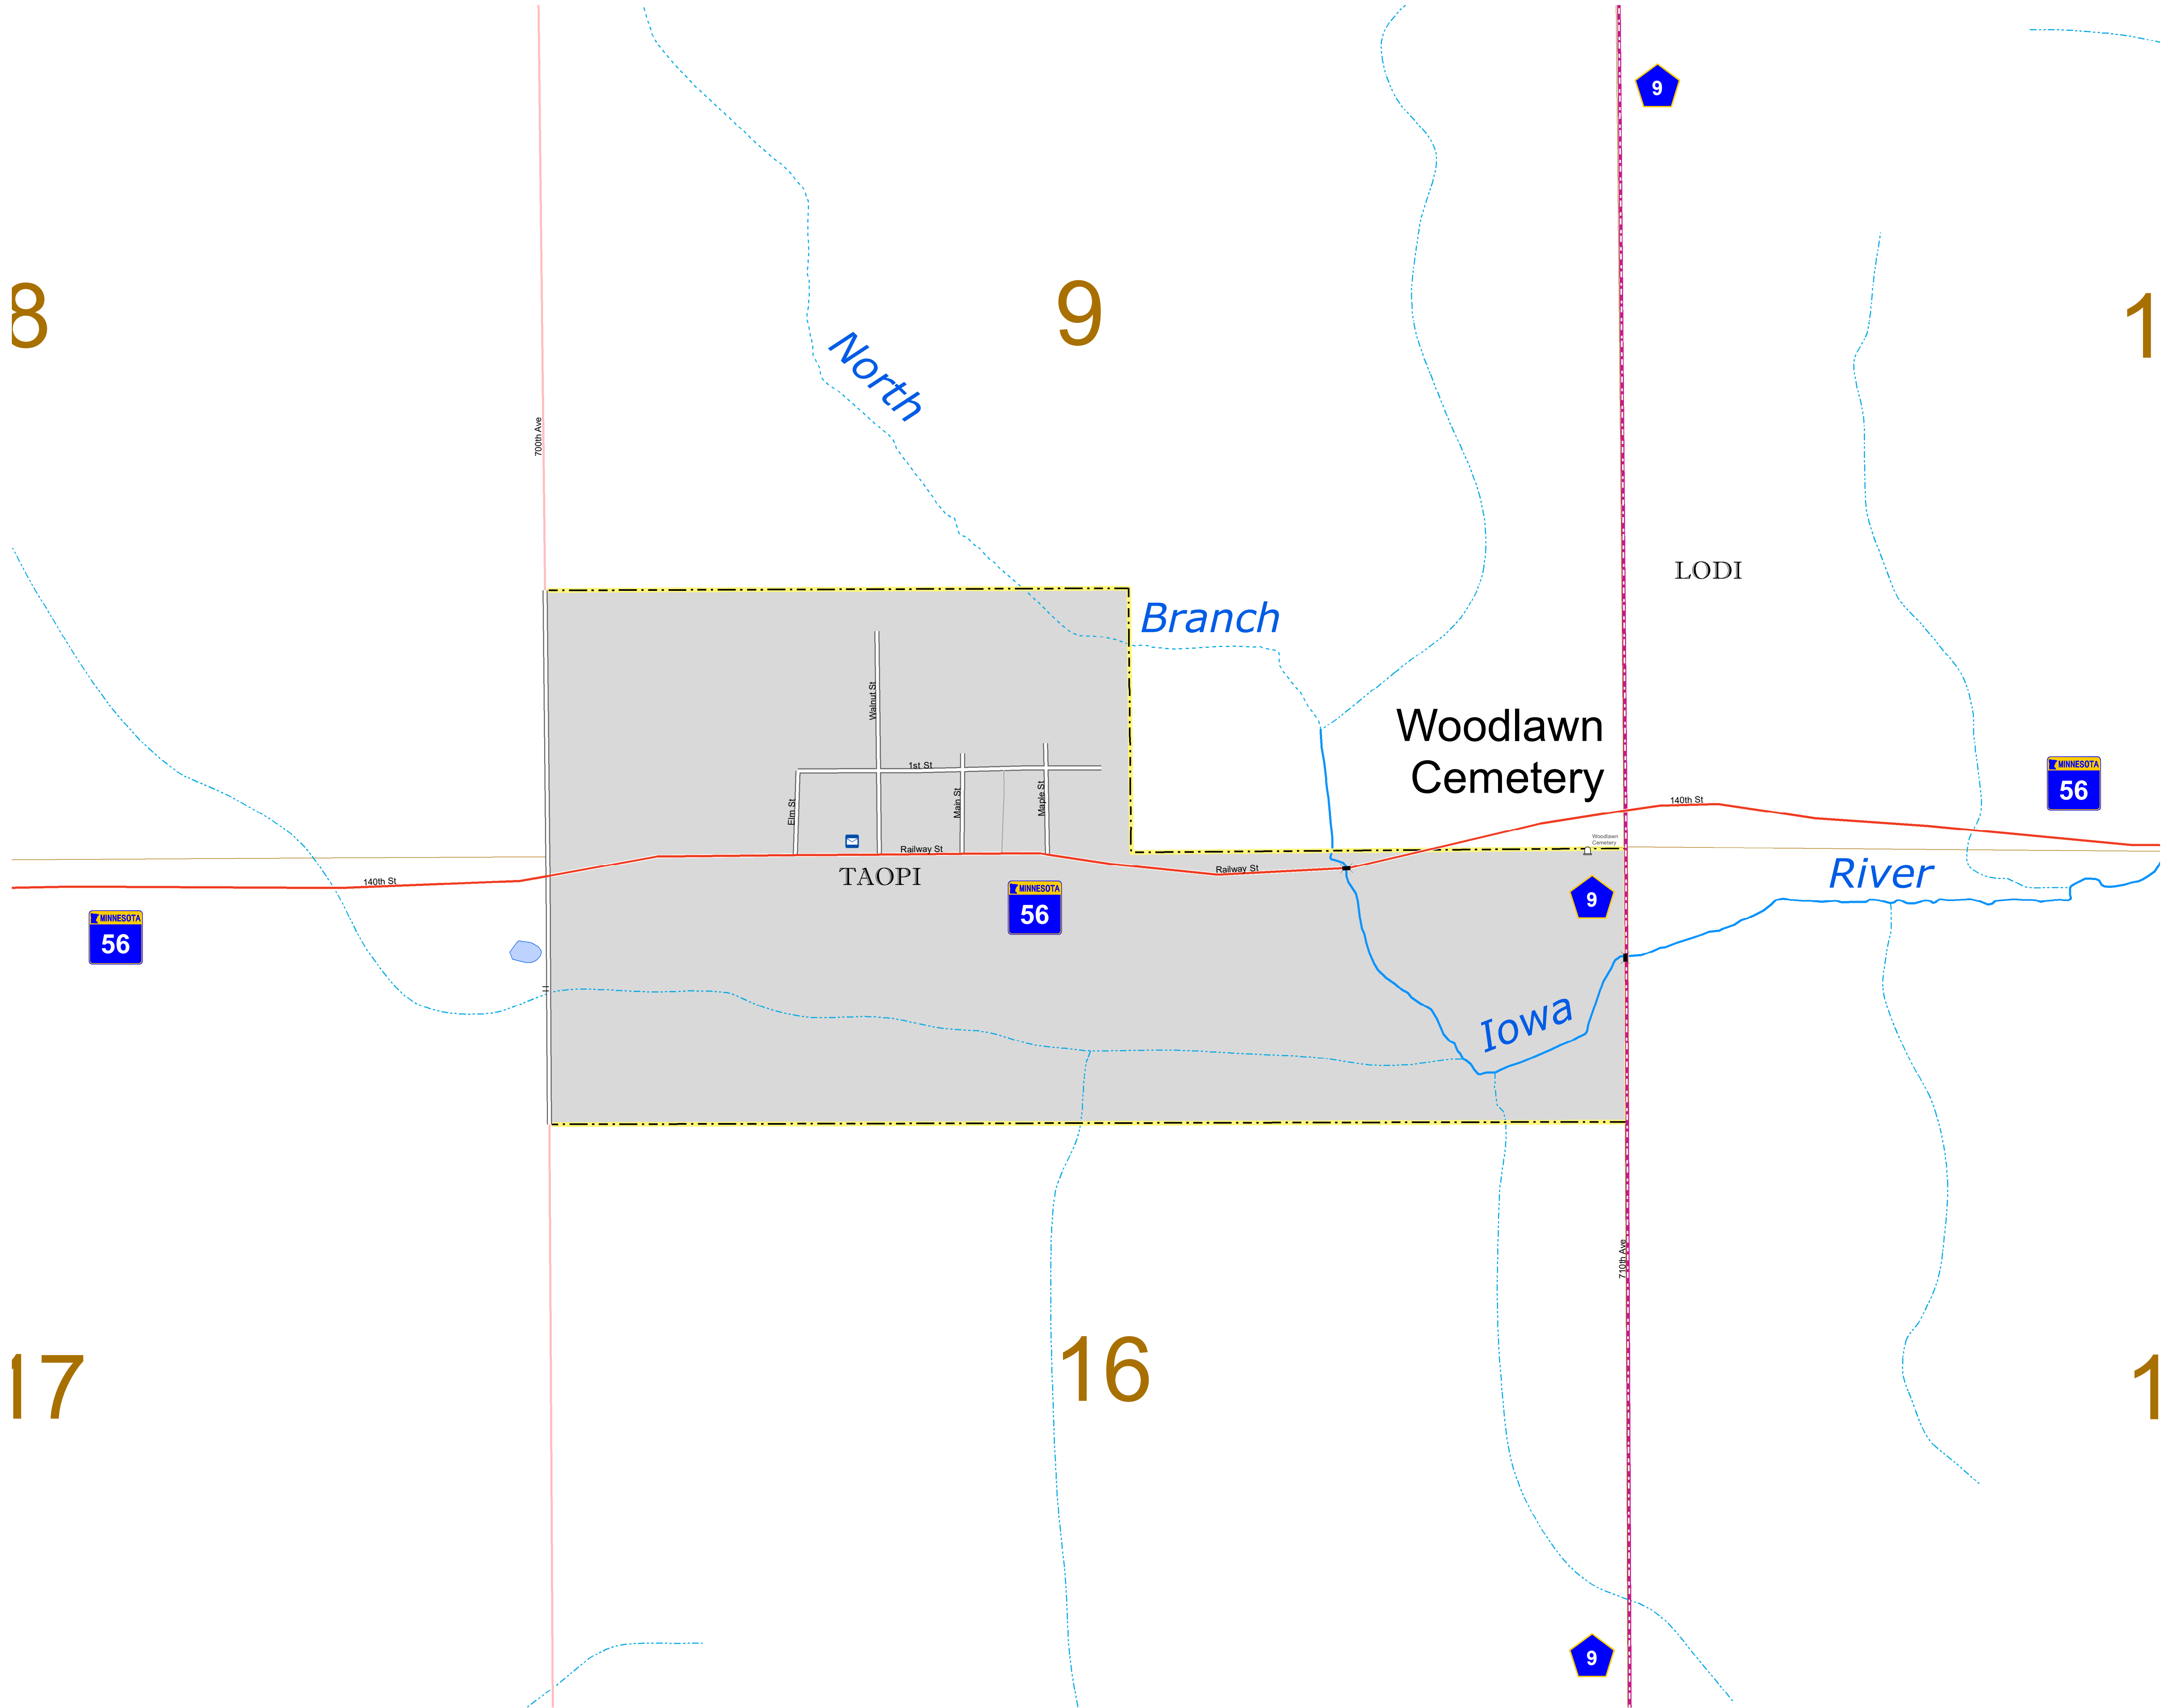 9
8
9
1
North
700th Ave
LODI
Branch
Walnut St
Woodlawn
Cemetery
1st St
MINNESOTA
56
Elm St
Main St
Maple St
140th St
Woodlawn
Cemetery
Railway St
Railway St
TAOPI
140th St
River
MINNESOTA
56
9
MINNESOTA
56
Iowa
710th Ave
17
16
1
9